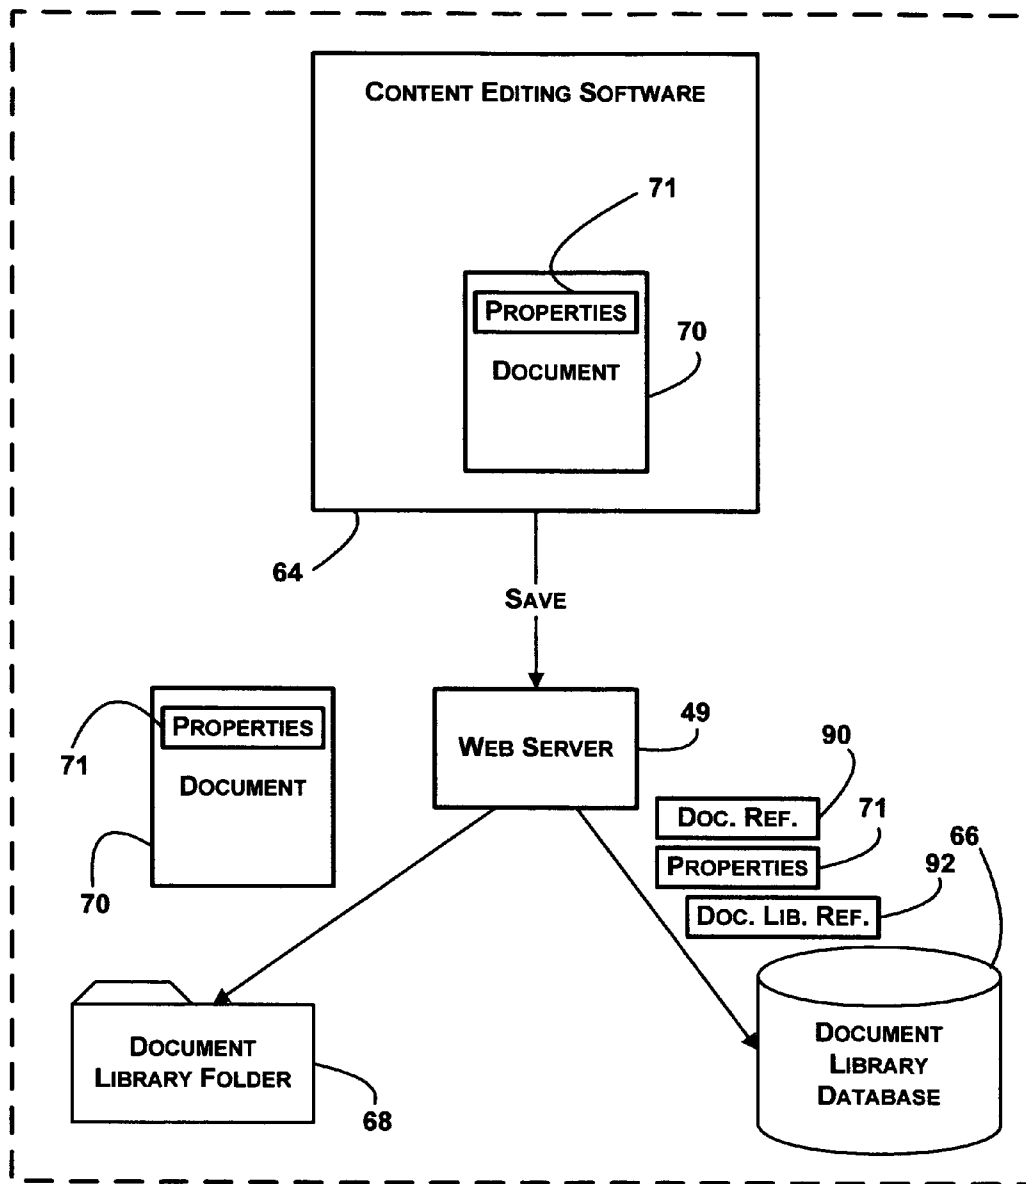 CONTENT EDITING SOFTWARE
71
PROPERTIES
70
DOCUMENT
64
SAVE
PROPERTIES
71
DOCUMENT
70
WEB SERVER
49
90
DOC. REF.
71
PROPERTIES
66
92
DOC. LIB. REF.
DOCUMENT
LIBRARY FOLDER
68
DOCUMENT
LIBRARY
DATABASE